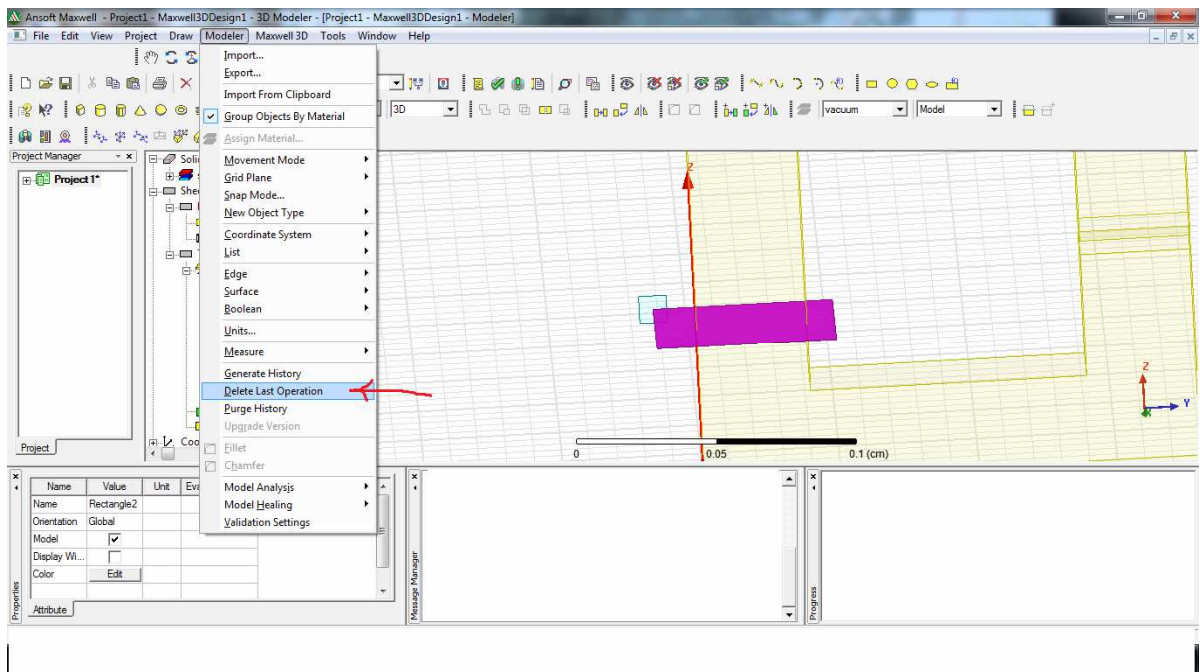 Ansoft Maxwell - Project1 - Maxwell3DDesign1 - 3D Modeler - [Project1 - Maxwell3DDesign1 - Modeler]
File Edit View Project Draw Modeler Maxwell 3D Tools Window Help
Import...
Export...
Import From Clipboard
Group Objects By Material
Assign Material...
Movement Mode
Grid Plane
Snap Mode...
New Object Type
Coordinate System
List
Edge
Surface
Boolean
Units...
Measure
Generate History
Delete Last Operation
Purge History
Upgrade Version
Fillet
Chamfer
Model Analysis
Model Healing
Validation Settings
3D
vacuum
Model
Project Manager
Project1*
Project
Soli
Shee
Coo
Z
0 0.05 0.1 (cm)
Z
Y
Name Value Unit Eva
Name Rectangle2
Orientation Global
Model
Display Wi...
Color Edit
Attribute
Properties
Message Manager
Progress